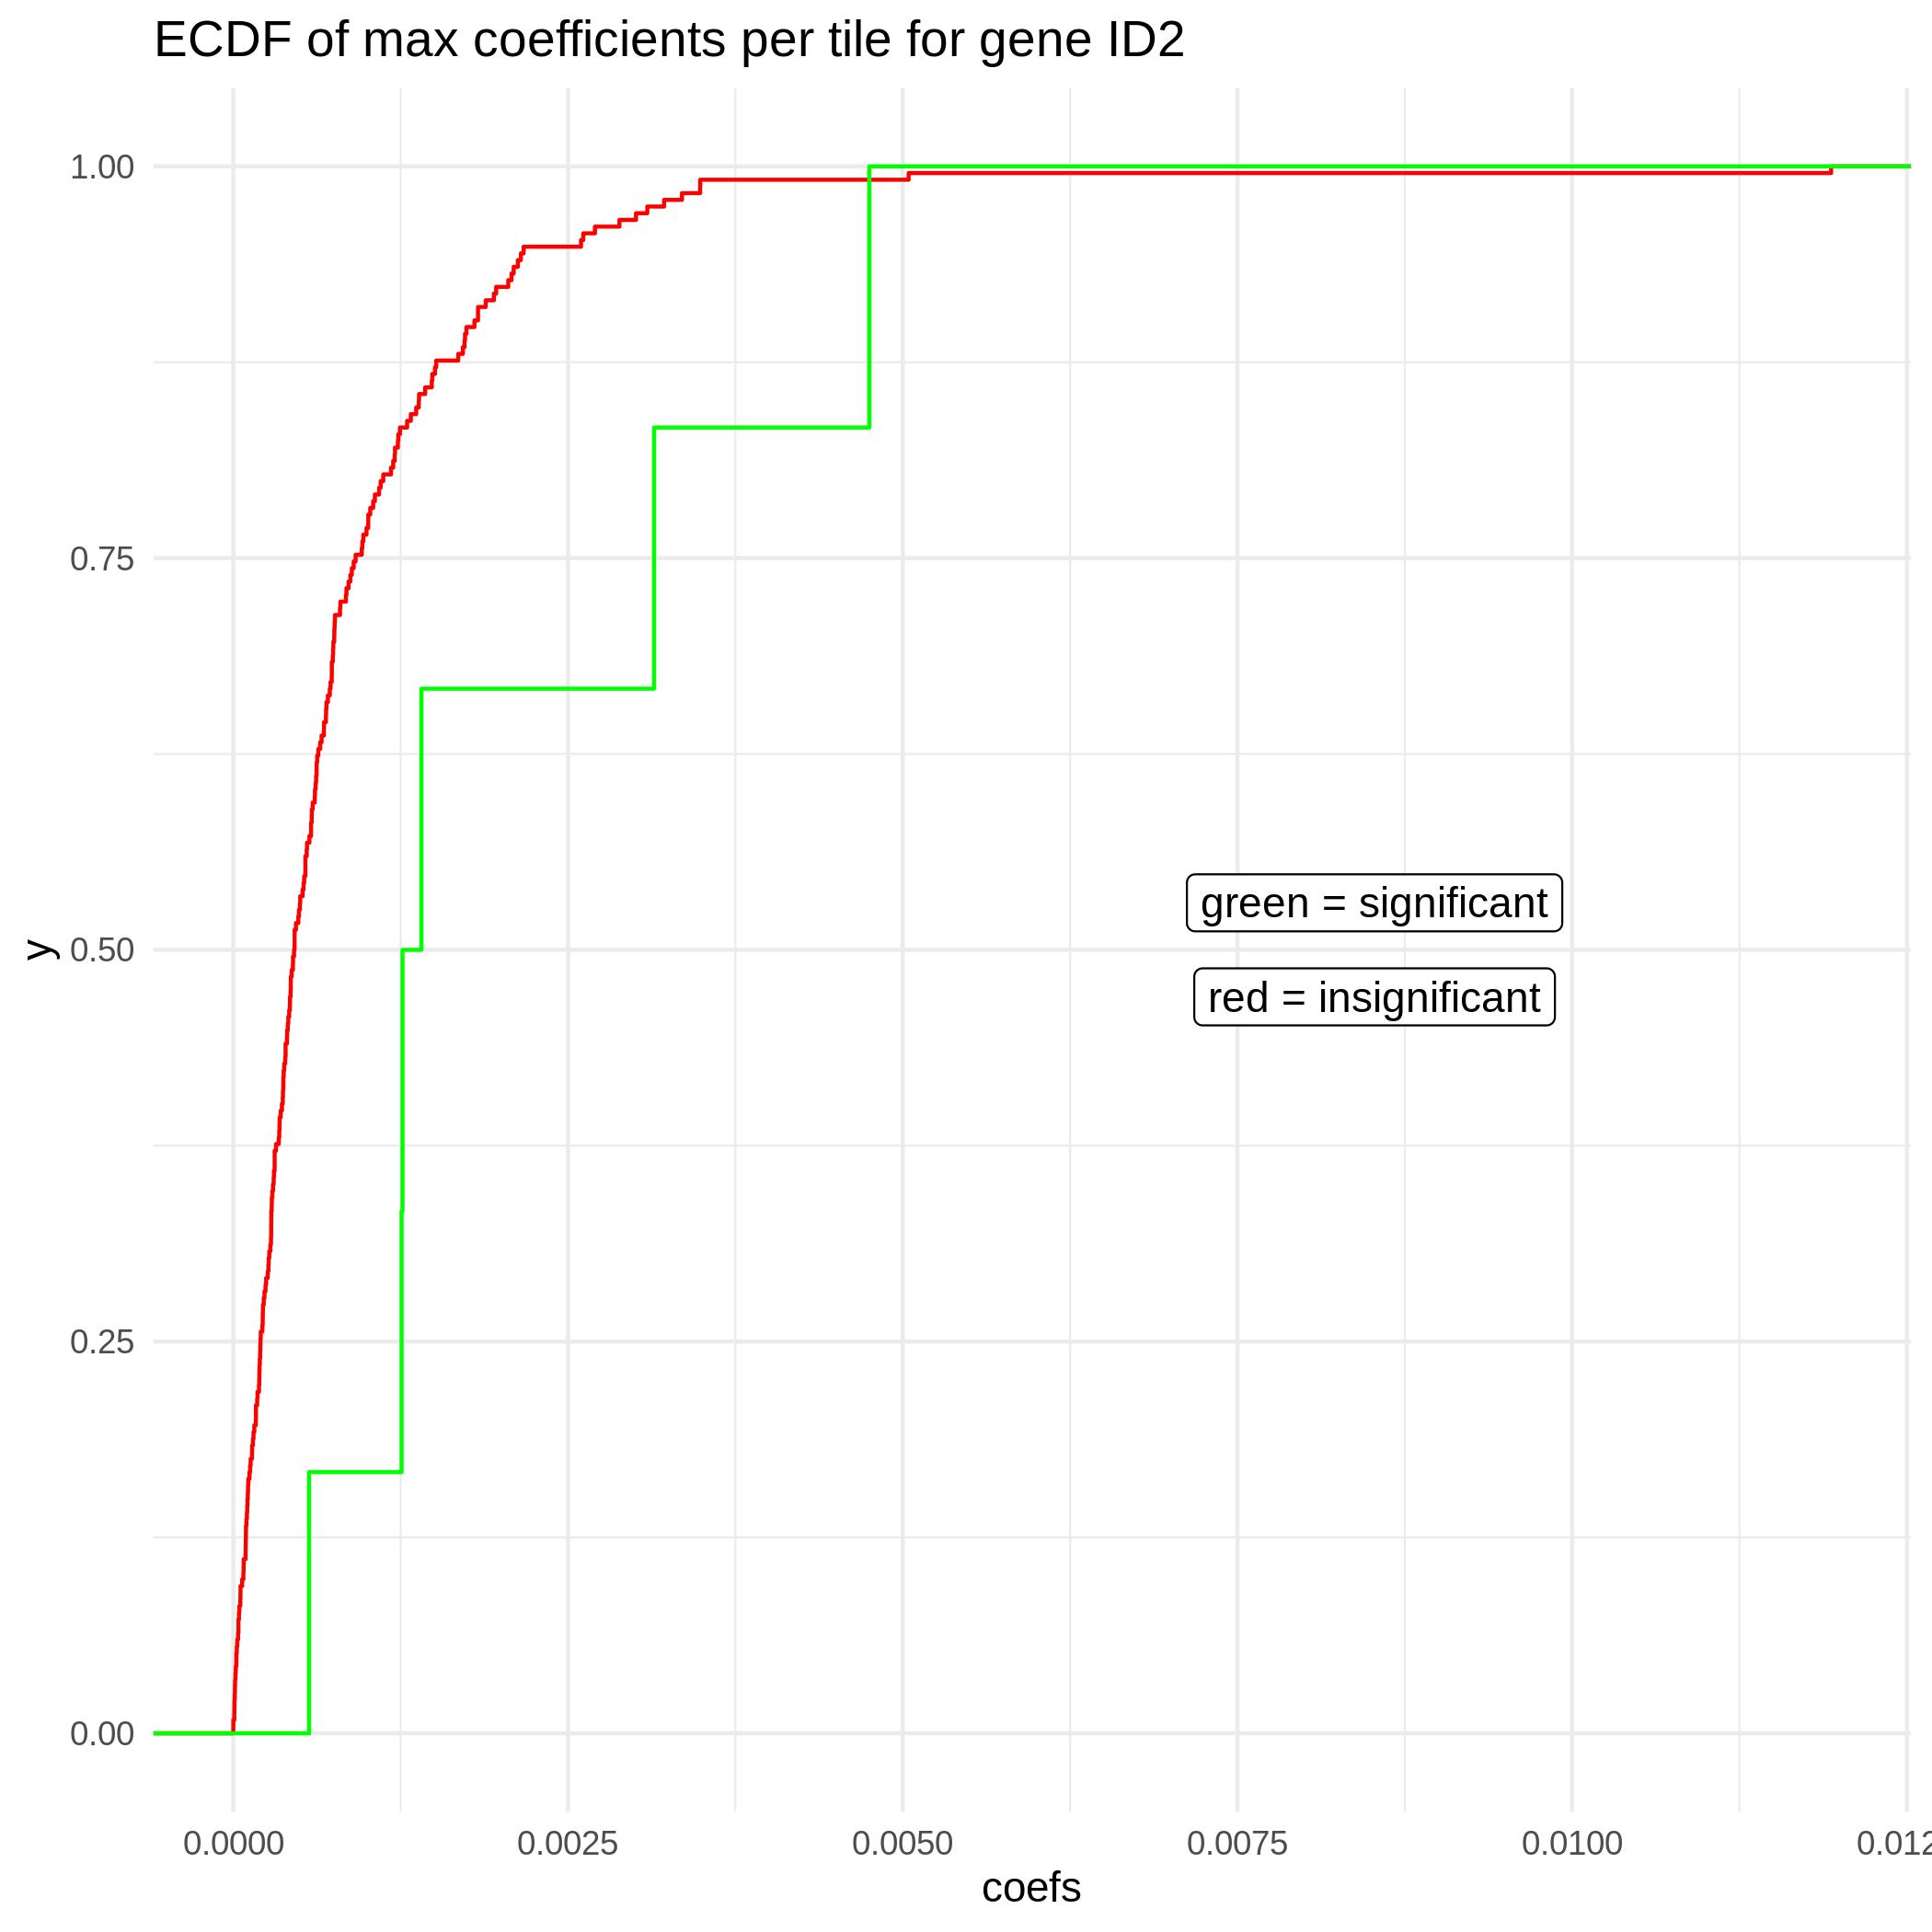 ECDF of max coefficients per tile for gene ID2
1.00
0.75
green = significant
y
0.50
red = insignificant
0.25
0.00
0.0000 0.0025 0.0050 0.0075 0.0100 0.012
coefs